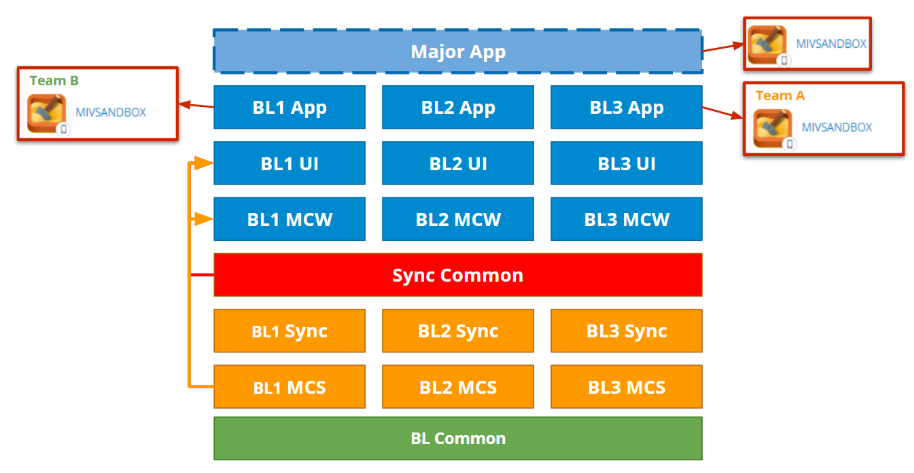 Major App
MIVSANDBOX
Team B
MIVSANDBOX
BL1 App
BL2 App
BL3 App
Team A
MIVSANDBOX
BL1 UI
BL2 UI
BL3 UI
BL1 MCW
BL2 MCW
BL3 MCW
Sync Common
BL1 Sync
BL2 Sync
BL3 Sync
BL1 MCS
BL2 MCS
BL3 MCS
BL Common